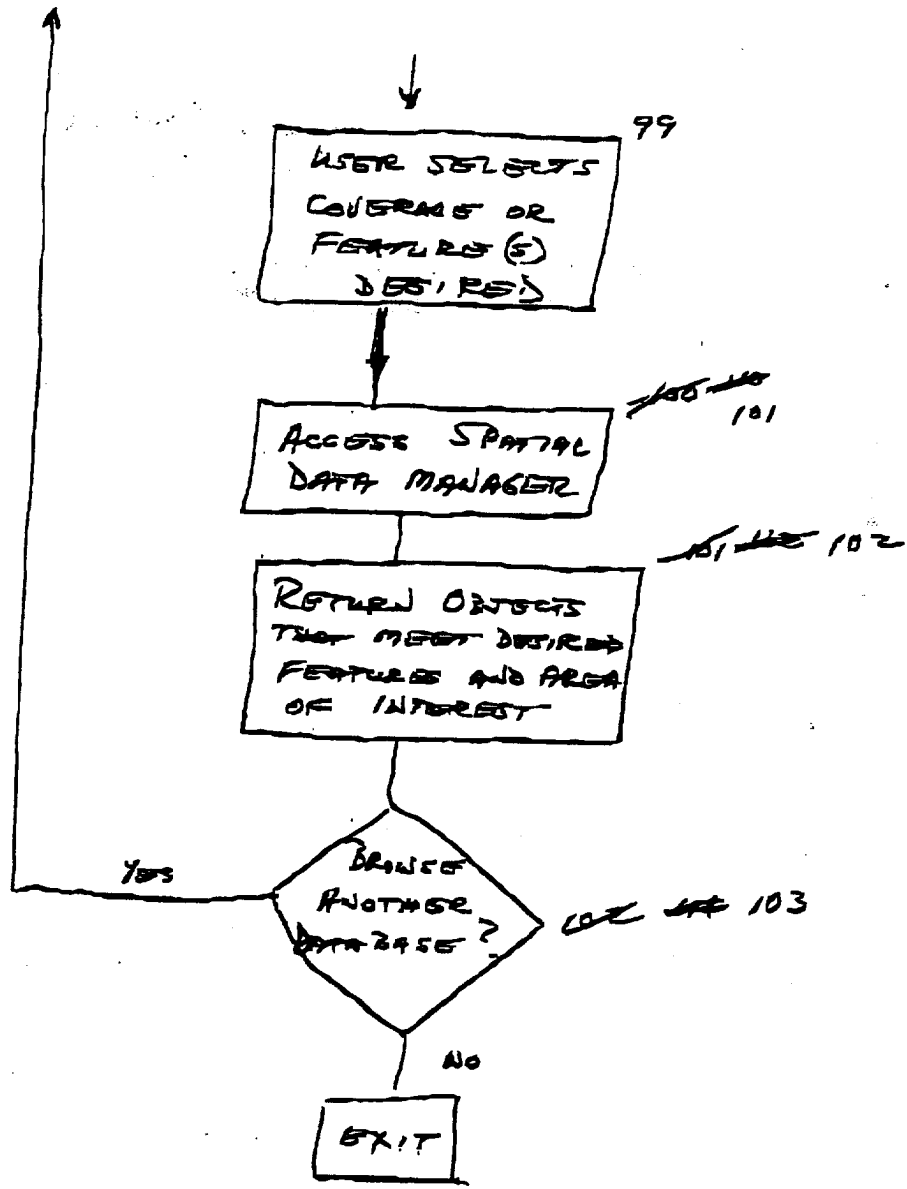 99
USER SELECTS
COVERAGE OR
FEATURE(S)
DESIRED
101
ACCESS SPATIAL
DATA MANAGER
102
RETURN OBJECTS
THAT MEET DESIRED
FEATURES AND AREA
OF INTEREST
YES
BROWSE
ANOTHER
DATABASE?
103
NO
EXIT